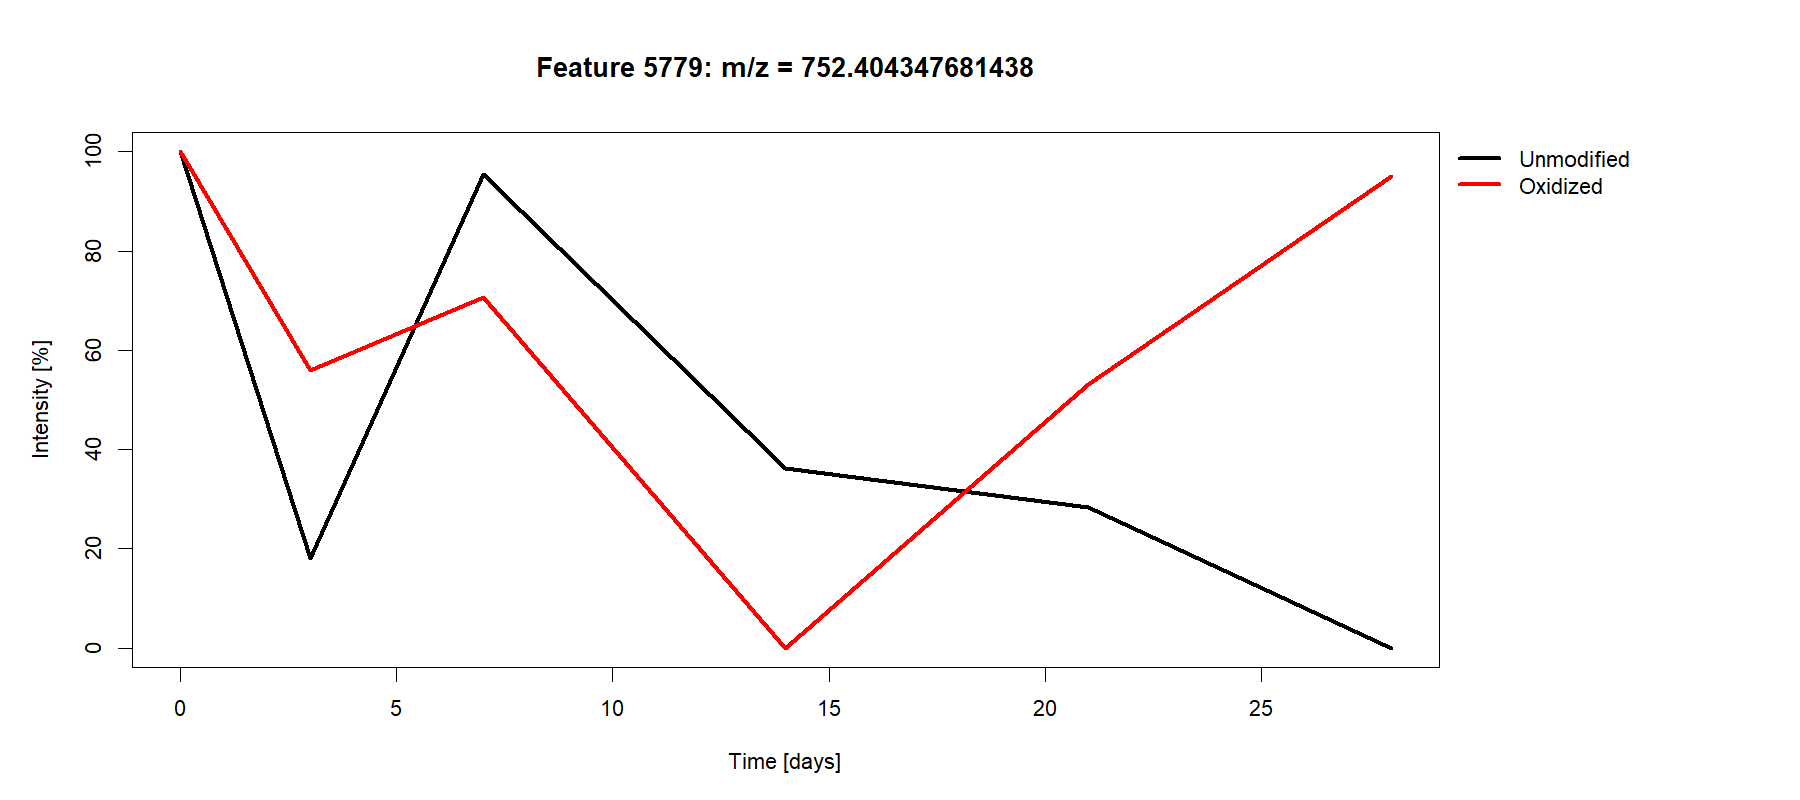 Feature 5779: m/z = 752.404347681438
Unmodified
Oxidized
100
80
60
40
20
0
Intensity [%]
0 5 10 15 20 25
Time [days]